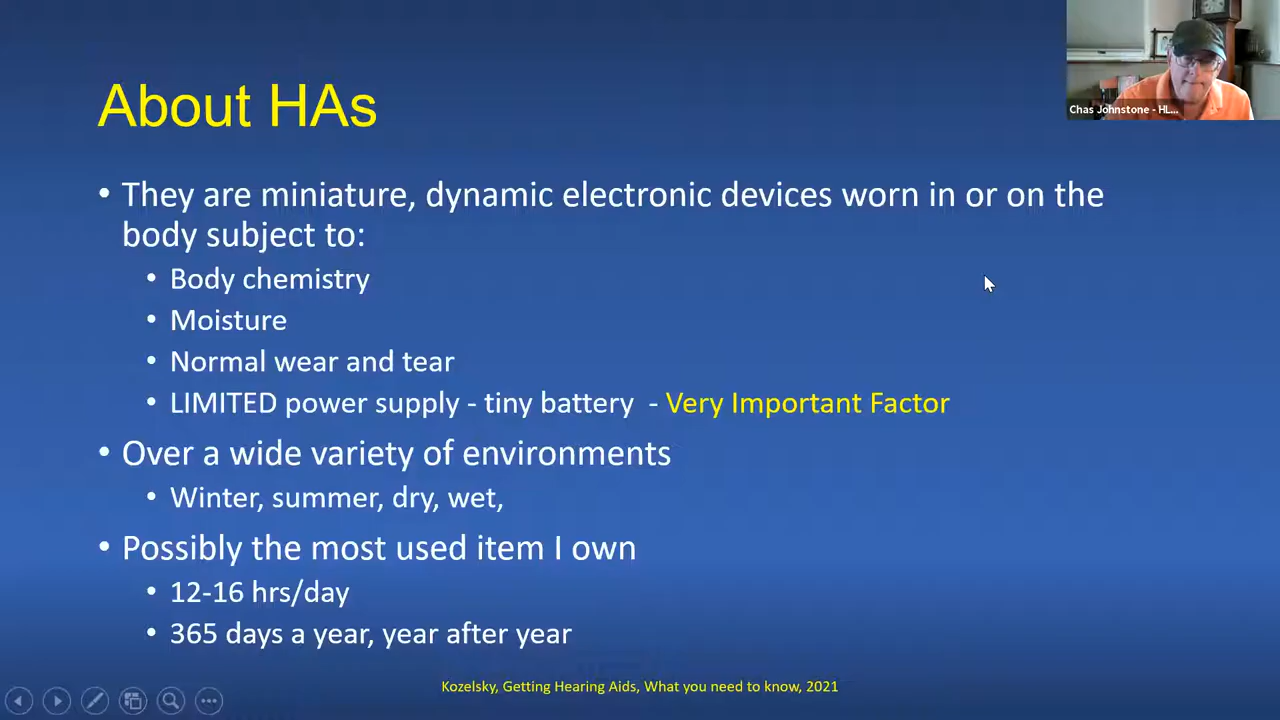 Chas Johnstone - HL...
About HAs
• They are miniature, dynamic electronic devices worn in or on the
body subject to:
• Body chemistry
• Moisture
• Normal wear and tear
• LIMITED power supply - tiny battery - Very Important Factor
• Over a wide variety of environments
• Winter, summer, dry, wet,
• Possibly the most used item I own
• 12-16 hrs/day
• 365 days a year, year after year
Kozelsky, Getting Hearing Aids, What you need to know, 2021